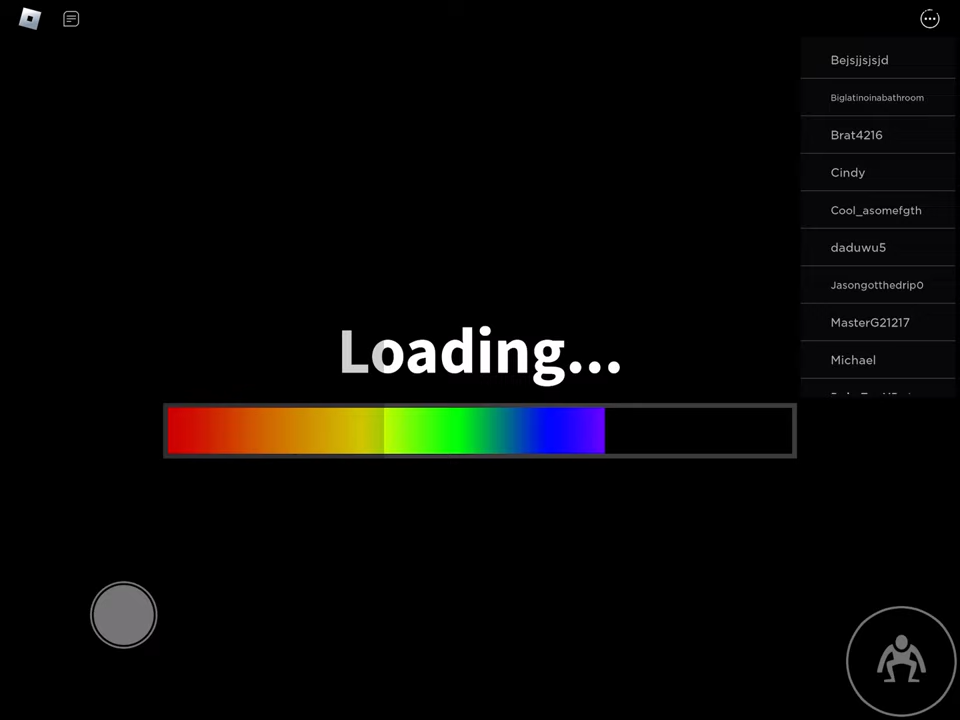 Bejsjjsjsjd
Biglatinoinabathroom
Brat4216
Cindy
Cool_asomefgth
daduwu5
Jasongotthedrip0
MasterG21217
Michael
Loading...